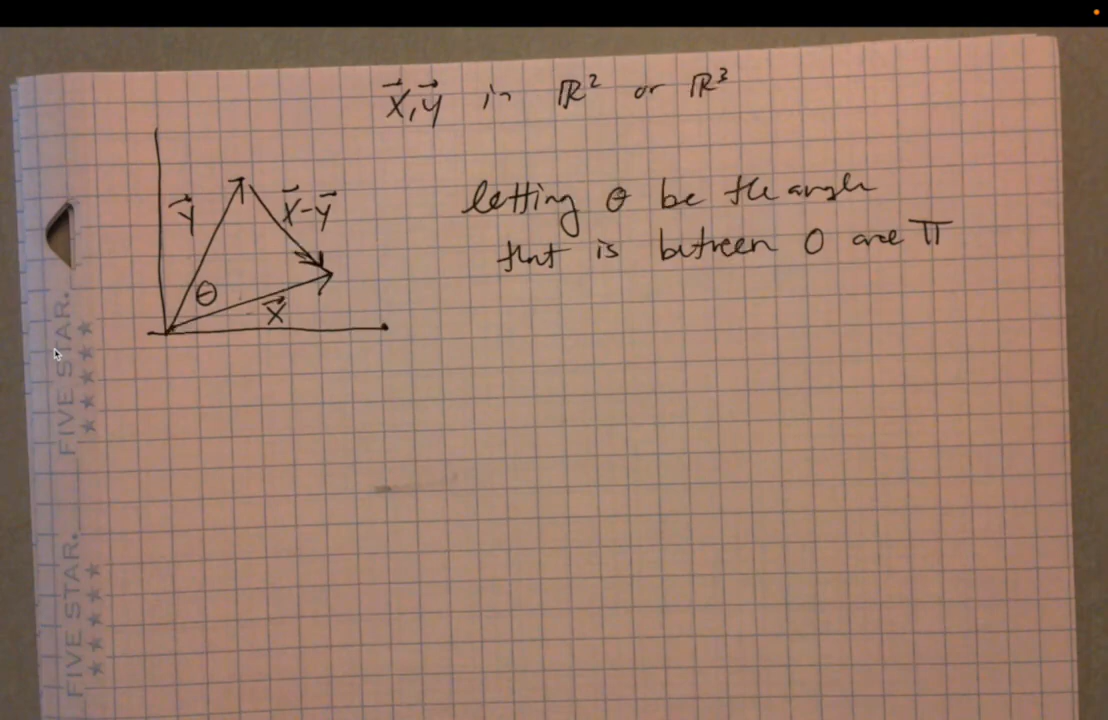 x⃗, y⃗ in ℝ² or ℝ³
y⃗
x⃗-y⃗
θ
x⃗
letting θ be the angle
that is between 0 and π
FIVE STAR.
★★★★★
FIVE STAR.
★★★★★